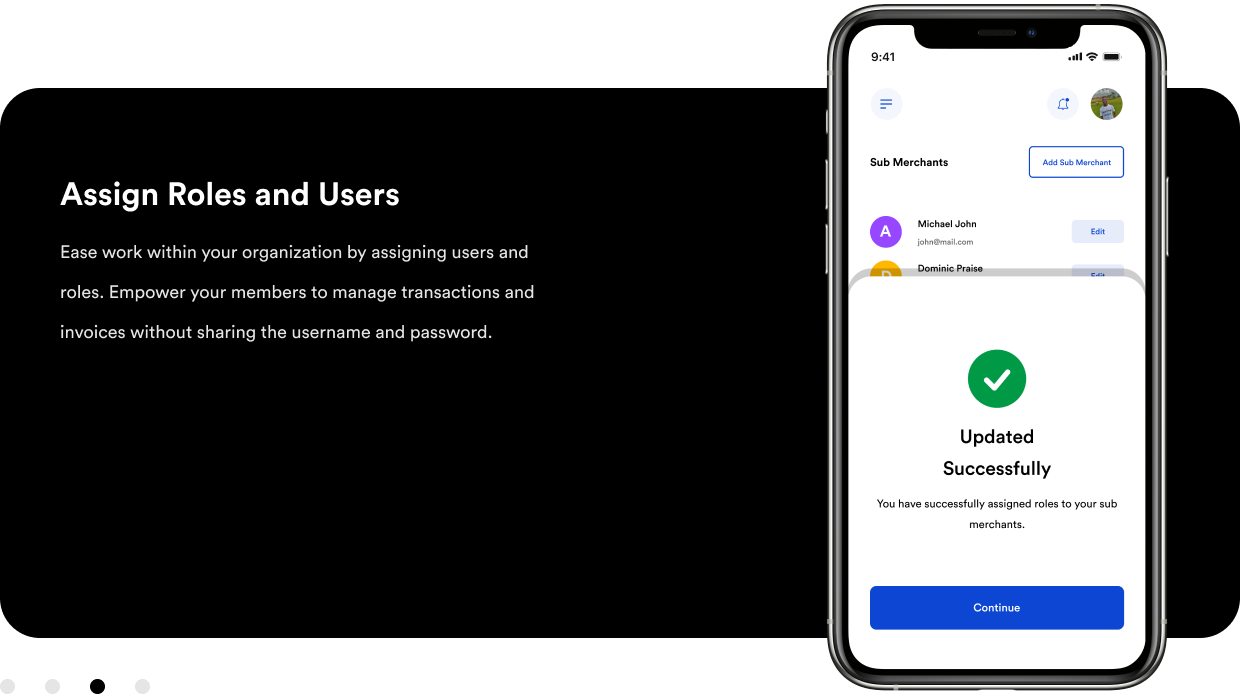 Assign Roles and Users
Ease work within your organization by assigning users and
roles. Empower your members to manage transactions and
invoices without sharing the username and password.
9:41
Sub Merchants
Add Sub Merchant
A
Michael John
john@mail.com
Edit
D
Dominic Praise
Edit
Updated
Successfully
You have successfully assigned roles to your sub
merchants.
Continue